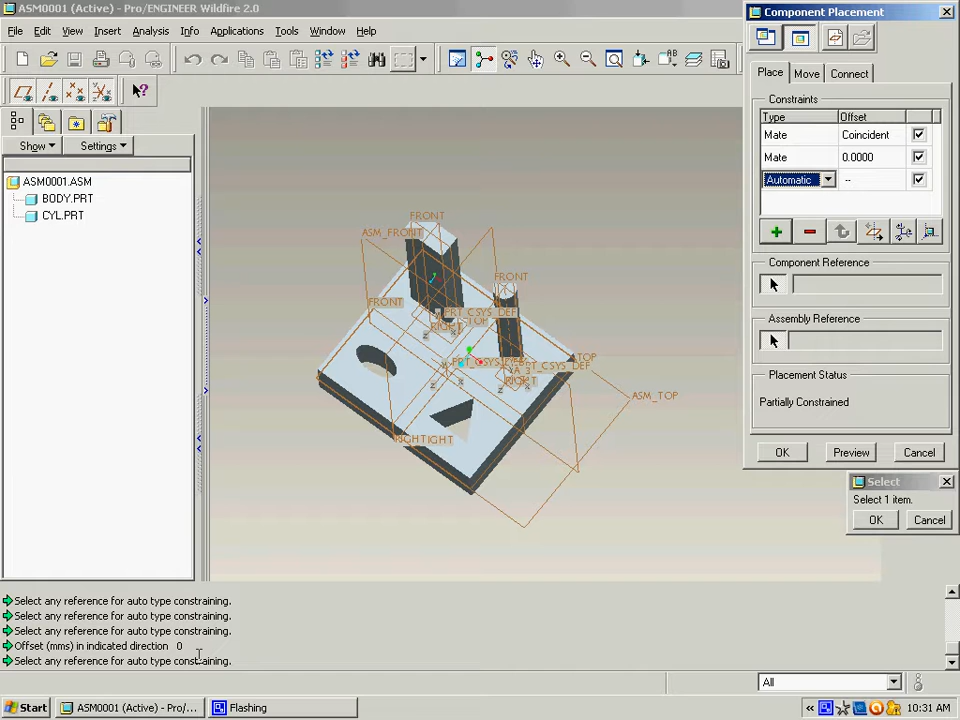 ASM0001 (Active) - Pro/ENGINEER Wildfire 2.0
File Edit View Insert Analysis Info Applications Tools Window Help
Show Settings
ASM0001.ASM
BODY.PRT
CYL.PRT
FRONT
ASM_FRONT
FRONT
FRONT
PRT_CSYS_DEF
TOP
RIGHT
TOP
PRT_CSYS_DEF
A_3
RIGHT
ASM_TOP
RIGHT
Component Placement
Place Move Connect
Constraints
Type Offset
Mate Coincident
Mate 0.0000
Automatic --
Component Reference
Assembly Reference
Placement Status
Partially Constrained
OK Preview Cancel
Select
Select 1 item.
OK Cancel
Select any reference for auto type constraining.
Select any reference for auto type constraining.
Select any reference for auto type constraining.
Offset (mms) in indicated direction 0
Select any reference for auto type constraining.
All
Start ASM0001 (Active) - Pro/... Flashing 10:31 AM